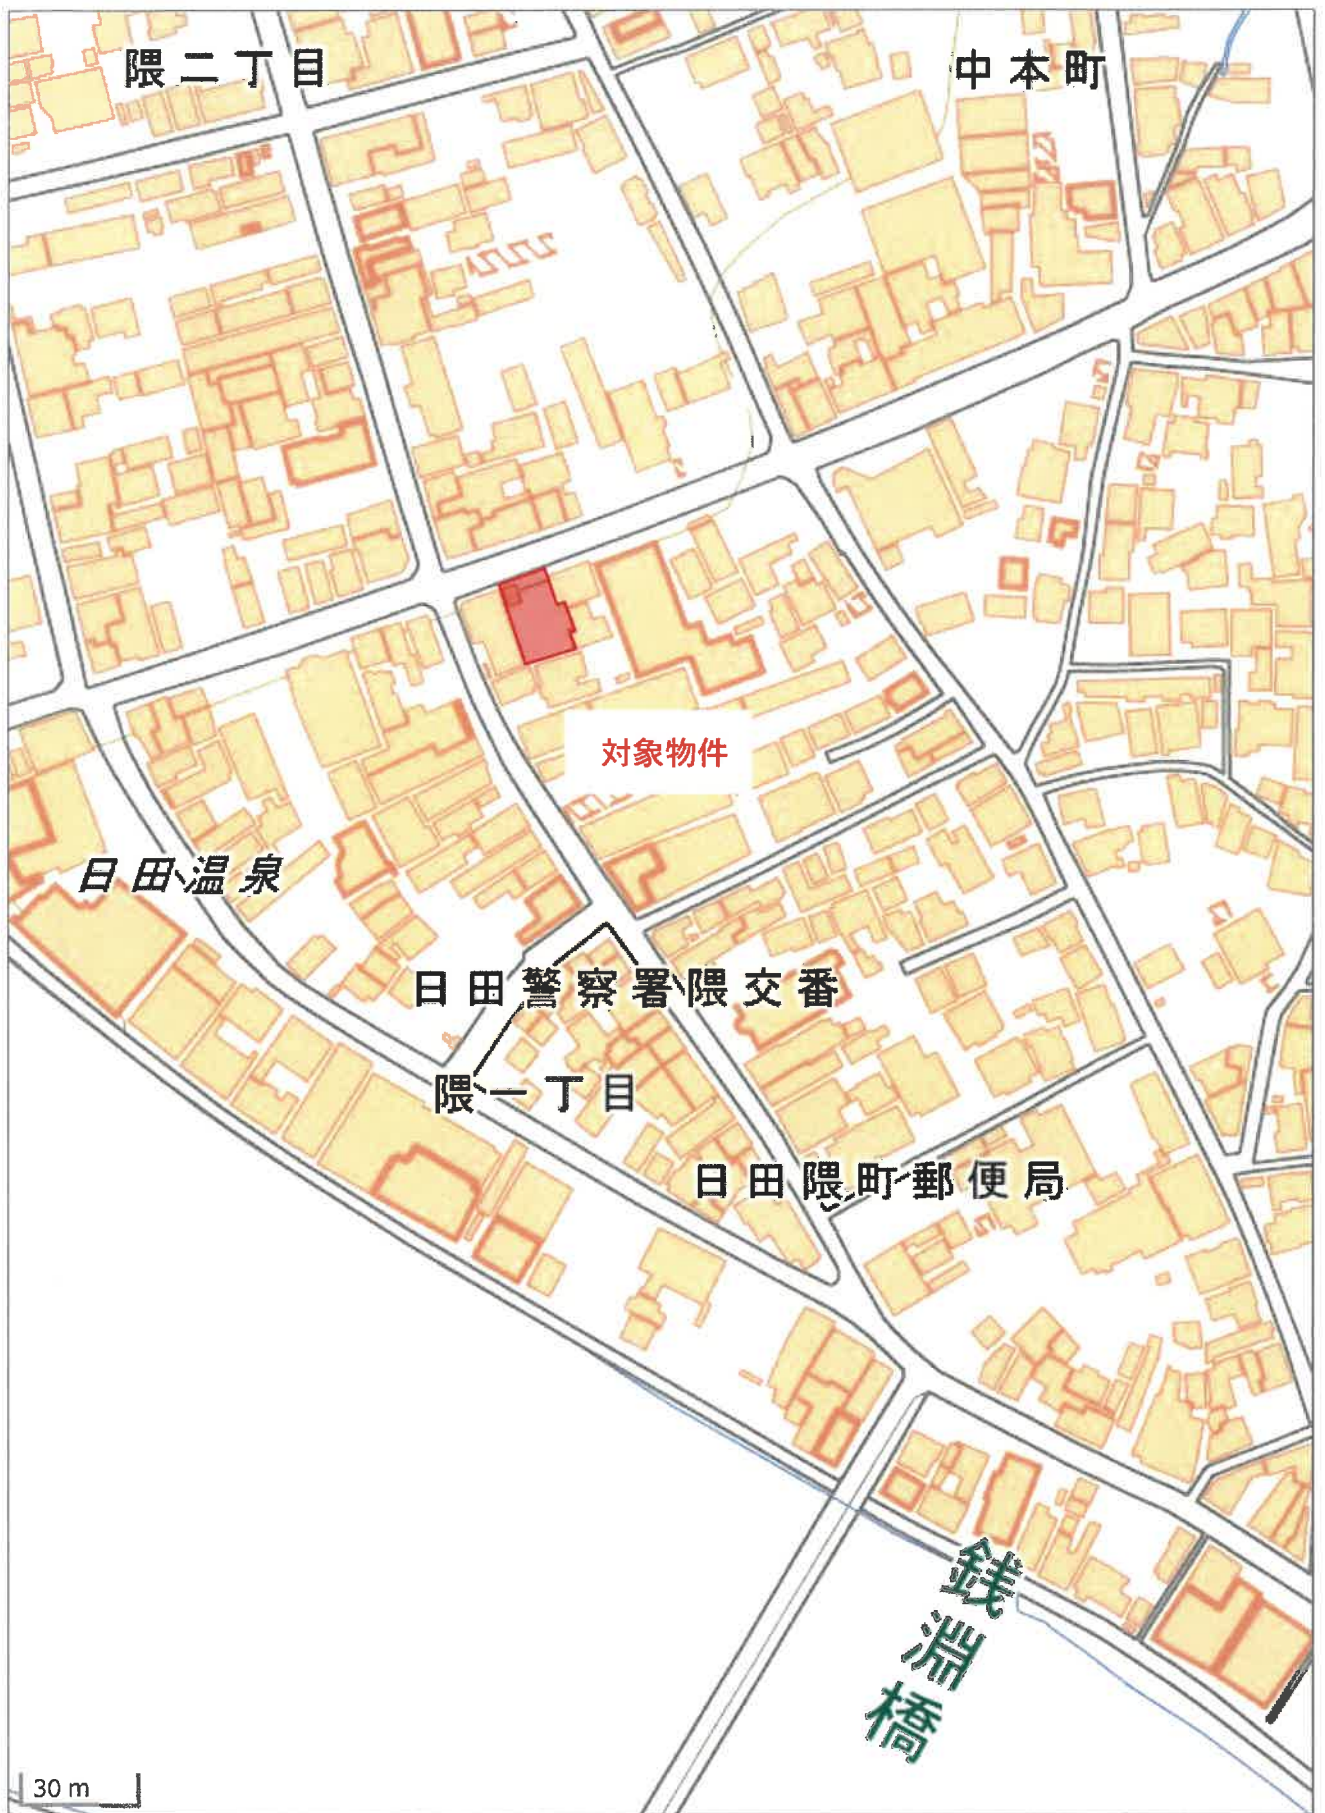 隈二丁目
中本町
対象物件
日田温泉
日田警察署隈交番
隈一丁目
日田隈町郵便局
銭淵橋
30 m